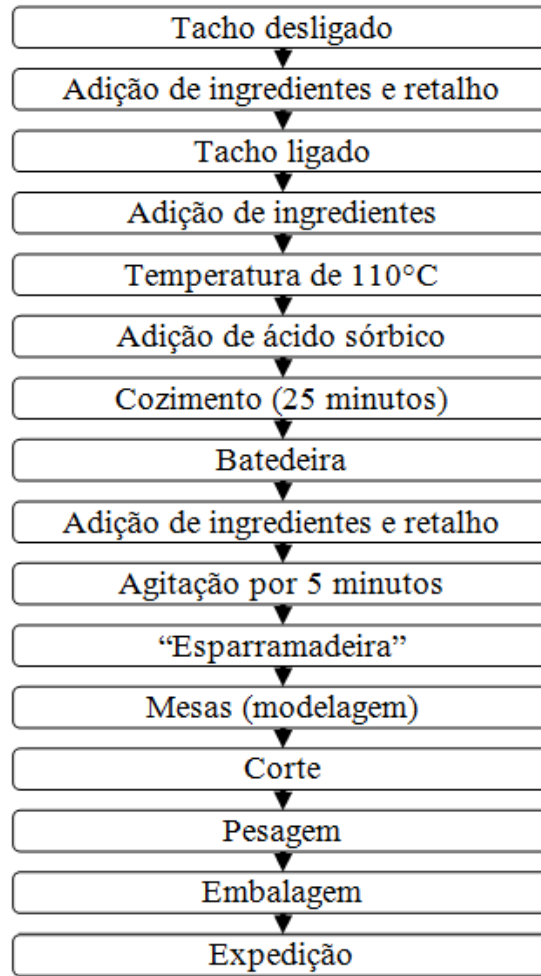 Tacho desligado
Adição de ingredientes e retalho
Tacho ligado
Adição de ingredientes
Temperatura de 110°C
Adição de ácido sórbico
Cozimento (25 minutos)
Batedeira
Adição de ingredientes e retalho
Agitação por 5 minutos
“Esparramadeira”
Mesas (modelagem)
Corte
Pesagem
Embalagem
Expedição